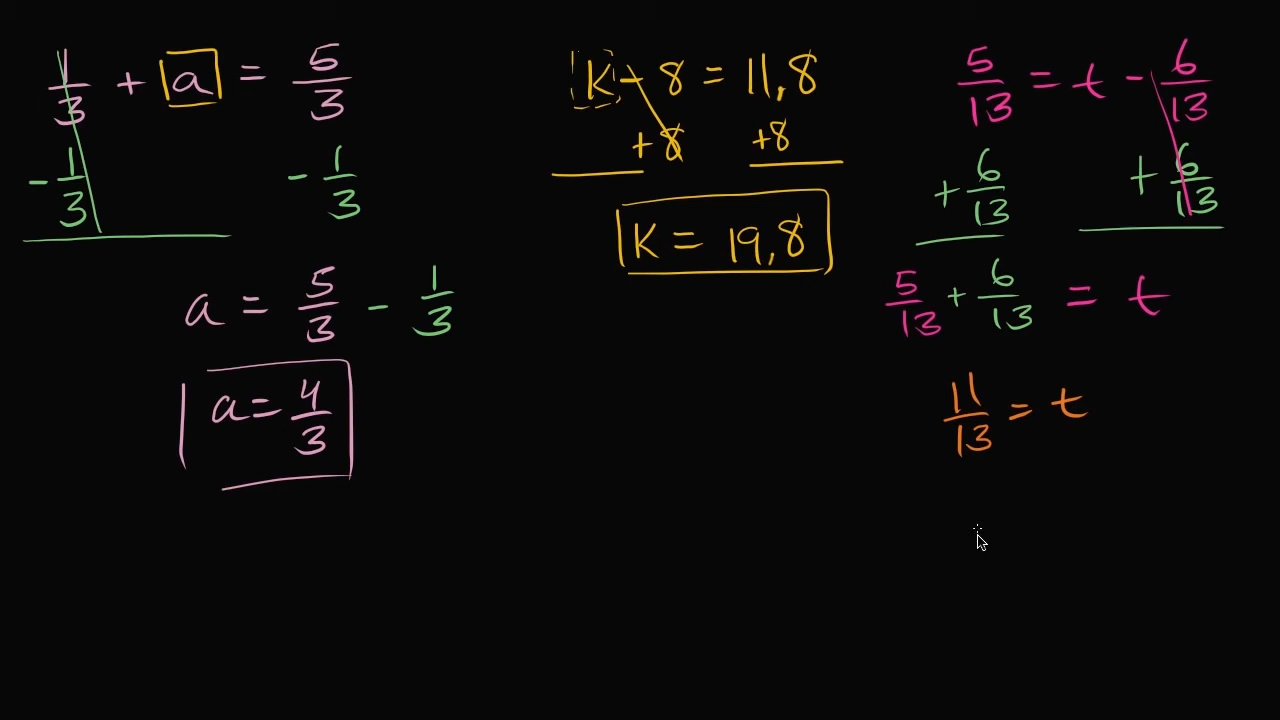 1/3 + a = 5/3
- 1/3 - 1/3
a = 5/3 - 1/3
a = 4/3
K - 8 = 11,8
+ 8 +8
K = 19,8
5/13 = t - 6/13
+ 6/13 + 6/13
5/13 + 6/13 = t
11/13 = t